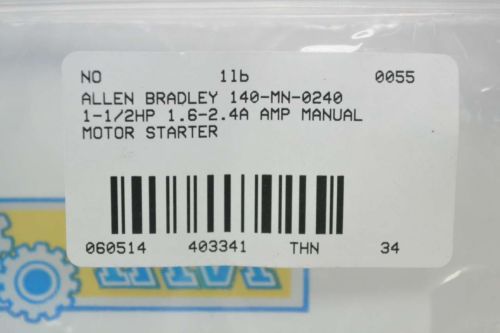 NO 1lb 0055
ALLEN BRADLEY 140-MN-0240
1-1/2HP 1.6-2.4A AMP MANUAL
MOTOR STARTER
060514 403341 THN 34